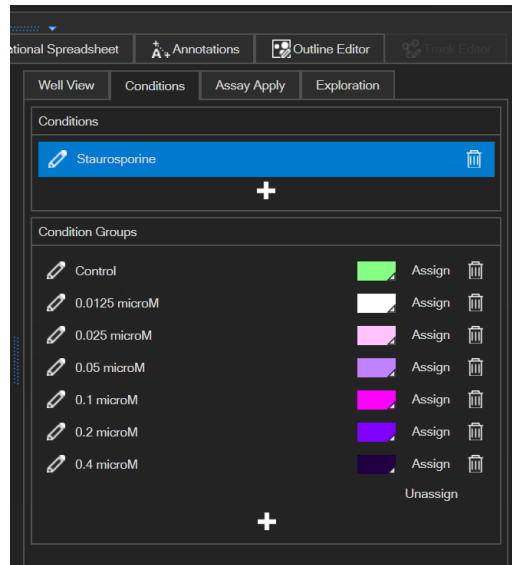 tional Spreadsheet Annotations Outline Editor Track Editor
Well View Conditions Assay Apply Exploration
Conditions
Staurosporine
Condition Groups
Control Assign
0.0125 microM Assign
0.025 microM Assign
0.05 microM Assign
0.1 microM Assign
0.2 microM Assign
0.4 microM Assign
Unassign